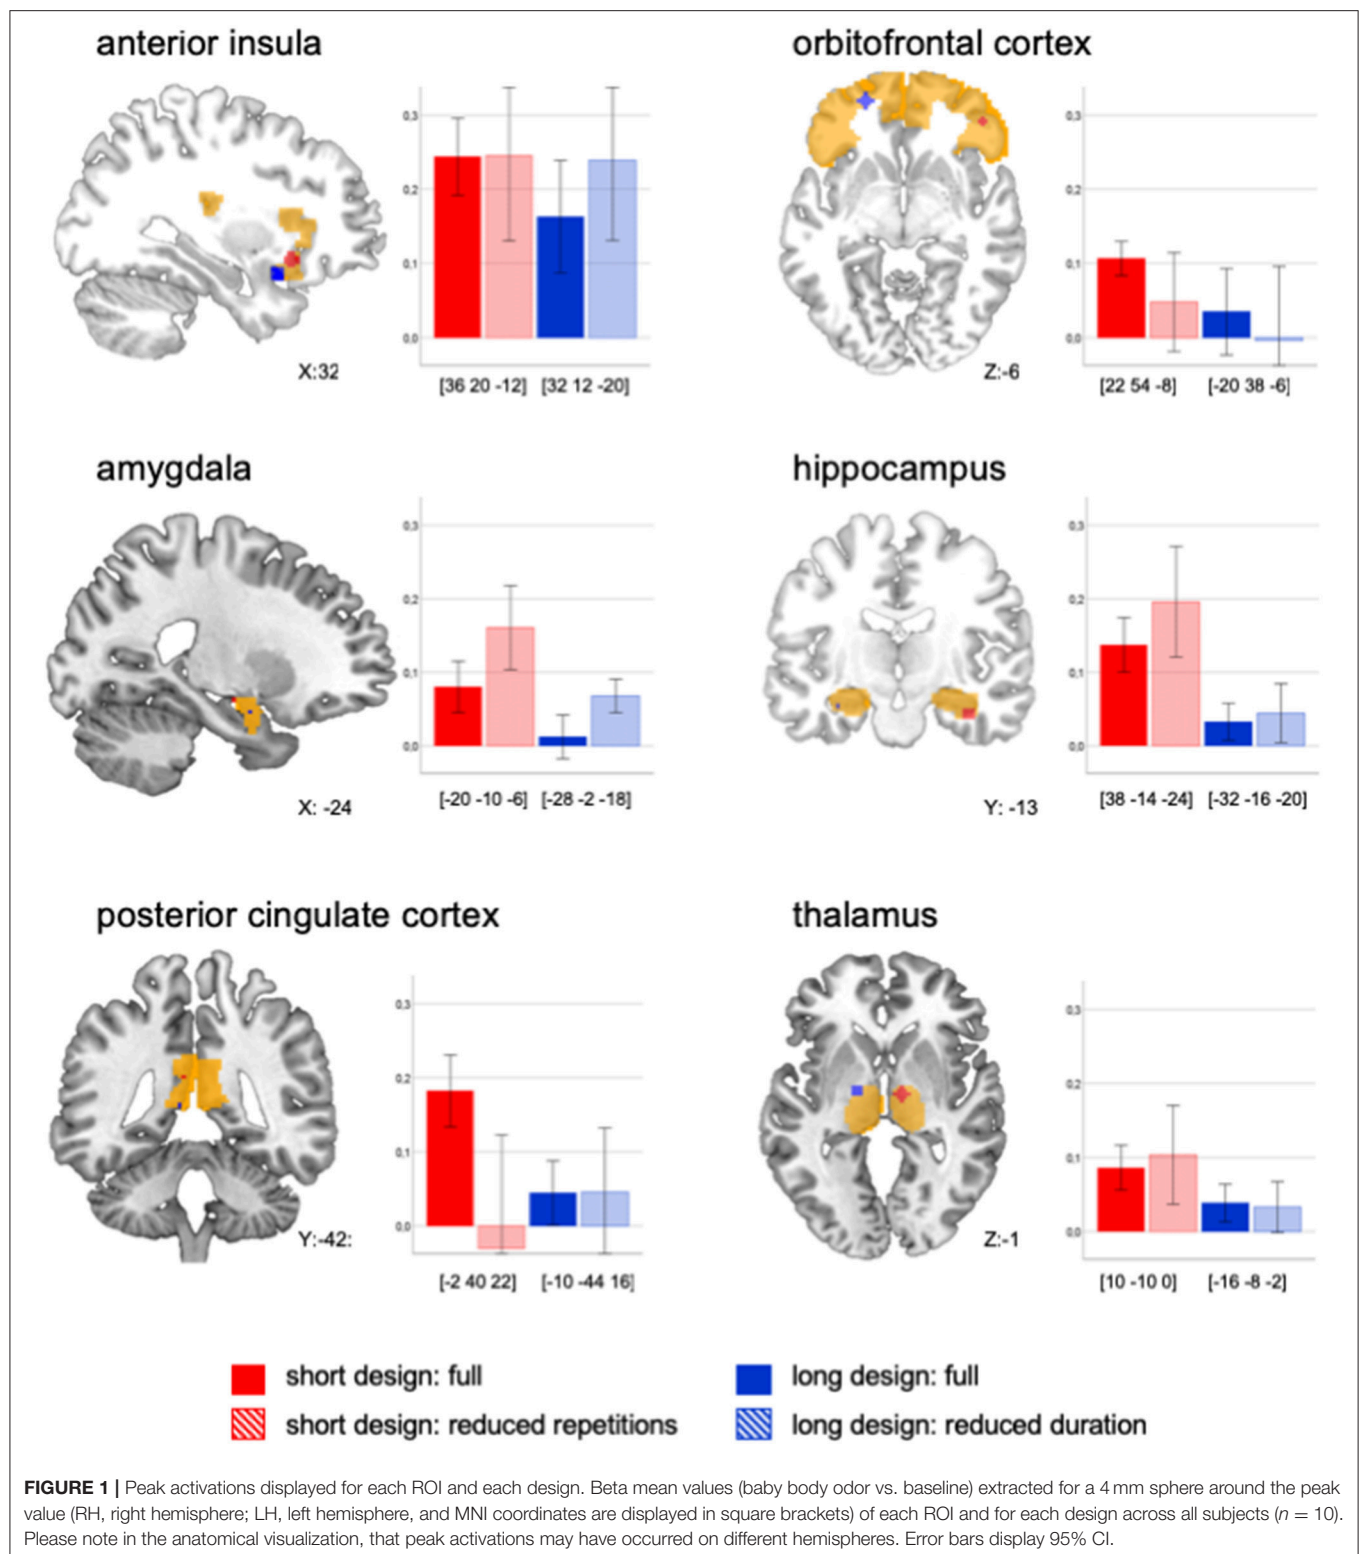 anterior insula
0,3
0,2
0,1
0,0
X:32
[36 20 -12] [32 12 -20]
orbitofrontal cortex
0,3
0,2
0,1
0,0
Z:-6
[22 54 -8] [-20 38 -6]
amygdala
0,3
0,2
0,1
0,0
X: -24
[-20 -10 -6] [-28 -2 -18]
hippocampus
0,3
0,2
0,1
0,0
Y: -13
[38 -14 -24] [-32 -16 -20]
posterior cingulate cortex
0,3
0,2
0,1
0,0
Y:-42:
[-2 40 22] [-10 -44 16]
thalamus
0,3
0,2
0,1
0,0
Z:-1
[10 -10 0] [-16 -8 -2]
short design: full
long design: full
short design: reduced repetitions
long design: reduced duration
FIGURE 1 | Peak activations displayed for each ROI and each design. Beta mean values (baby body odor vs. baseline) extracted for a 4 mm sphere around the peak
value (RH, right hemisphere; LH, left hemisphere, and MNI coordinates are displayed in square brackets) of each ROI and for each design across all subjects (n = 10).
Please note in the anatomical visualization, that peak activations may have occurred on different hemispheres. Error bars display 95% CI.